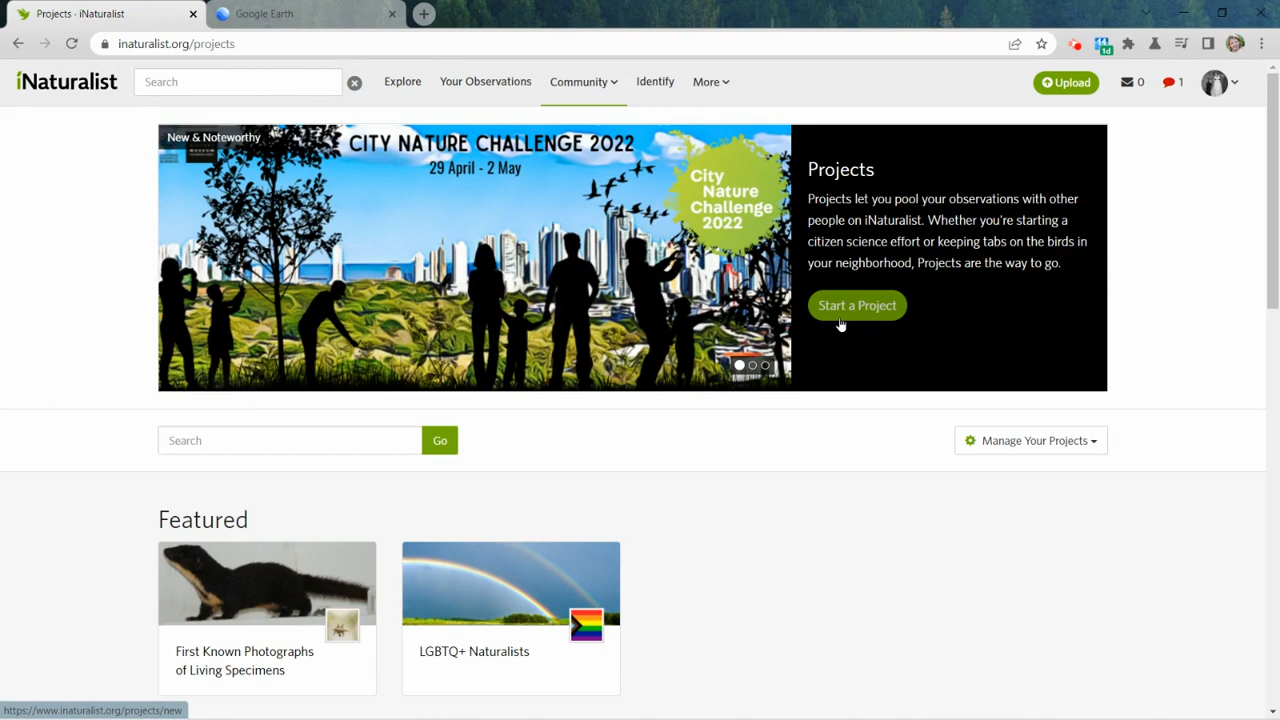 Projects · iNaturalist
Google Earth
inaturalist.org/projects
1d
iNaturalist
Search
Explore
Your Observations
Community
Identify
More
Upload
0
1
New & Noteworthy
CITY NATURE CHALLENGE 2022
29 April - 2 May
City
Nature
Challenge
2022
Projects
Projects let you pool your observations with other
people on iNaturalist. Whether you're starting a
citizen science effort or keeping tabs on the birds in
your neighborhood, Projects are the way to go.
Start a Project
Search
Go
Manage Your Projects
Featured
First Known Photographs
of Living Specimens
LGBTQ+ Naturalists
https://www.inaturalist.org/projects/new